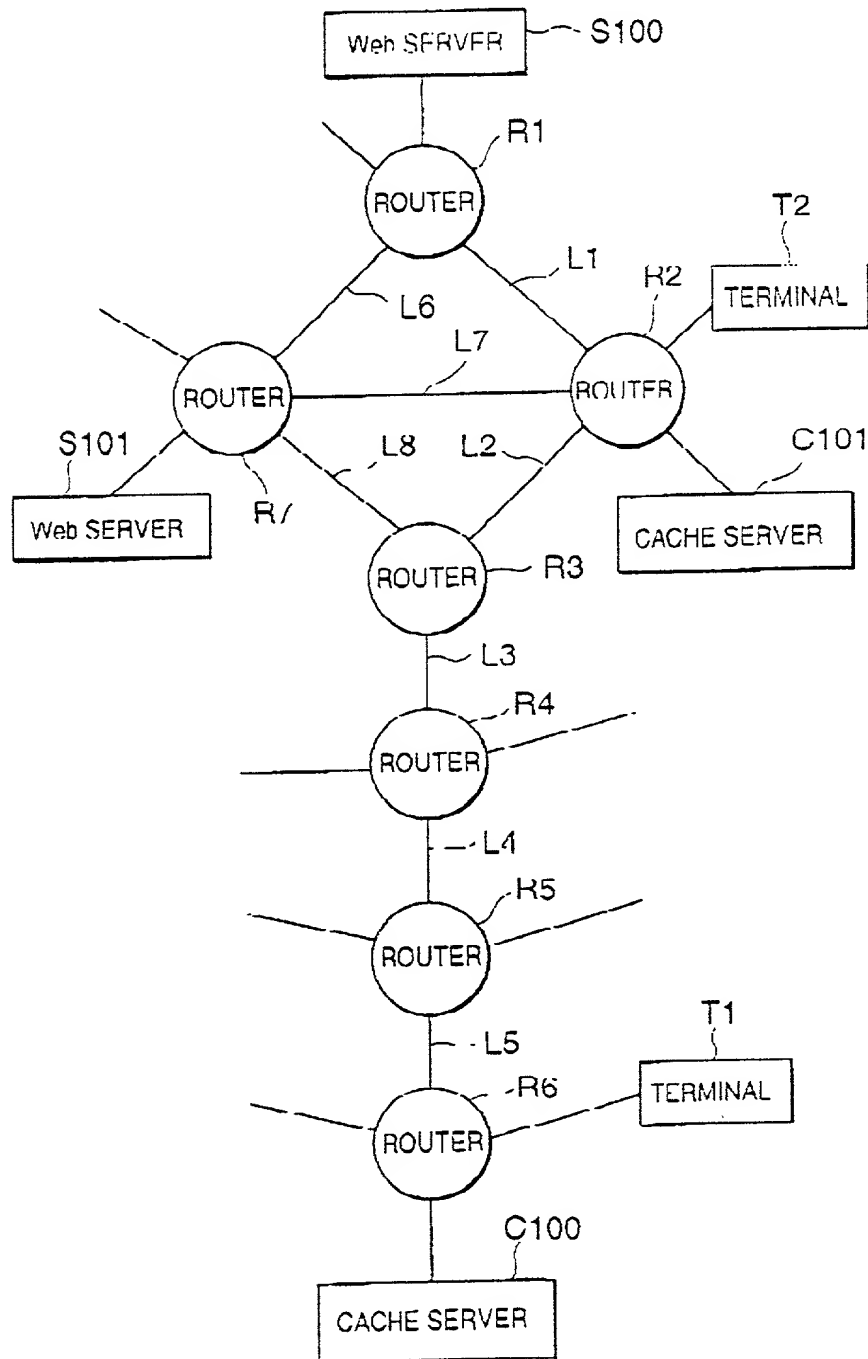 Web SERVER
S100
R1
ROUTER
T2
L1
R2
TERMINAL
L6
L7
ROUTER
ROUTER
S101
L8
L2
C101
Web SERVER
R7
CACHE SERVER
ROUTER
R3
L3
R4
ROUTER
L4
R5
ROUTER
T1
L5
R6
TERMINAL
ROUTER
C100
CACHE SERVER